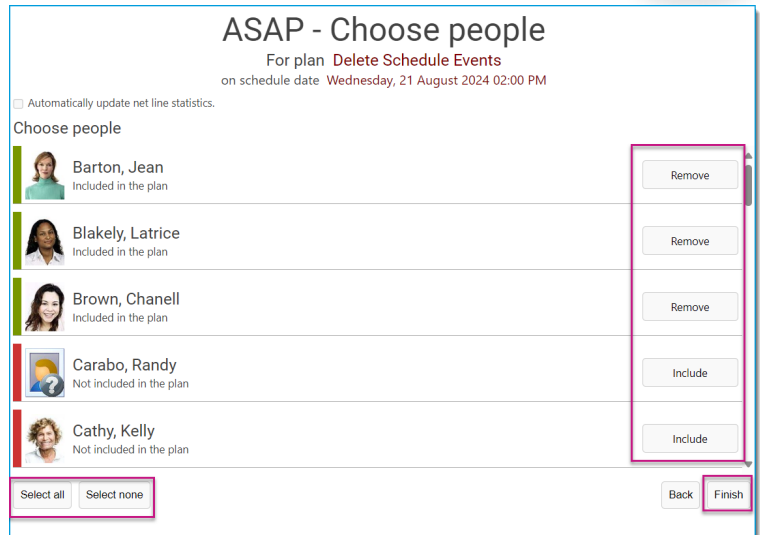 ASAP - Choose people
For plan Delete Schedule Events
on schedule date Wednesday, 21 August 2024 02:00 PM
Automatically update net line statistics.
Choose people
Barton, Jean
Included in the plan
Remove
Blakely, Latrice
Included in the plan
Remove
Brown, Chanell
Included in the plan
Remove
Carabo, Randy
Not included in the plan
Include
Cathy, Kelly
Not included in the plan
Include
Select all Select none Back Finish